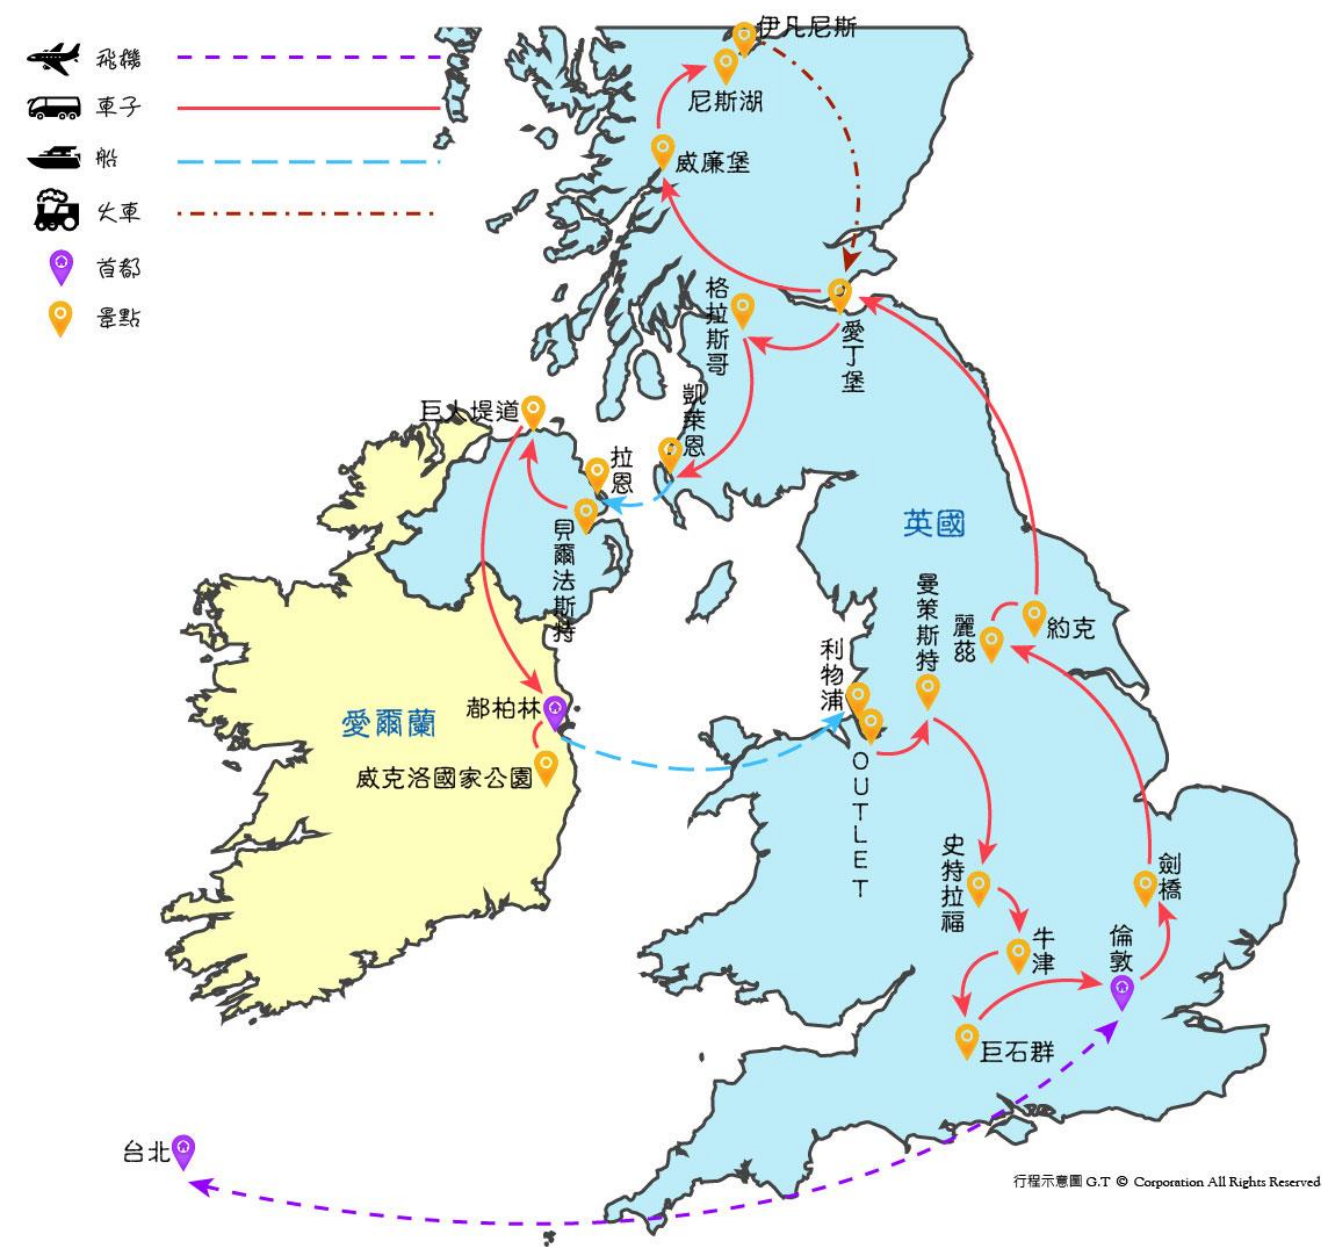 飛機
車子
船
火車
首都
景點
伊凡尼斯
尼斯湖
威廉堡
格拉斯哥
愛丁堡
凱萊恩
巨人堤道
拉恩
貝爾法斯特
英國
曼策斯特
麗茲
約克
利物浦
都柏林
愛爾蘭
威克洛國家公園
OUTLET
史特拉福
劍橋
牛津
倫敦
巨石群
台北
行程示意圖 G.T © Corporation All Rights Reserved